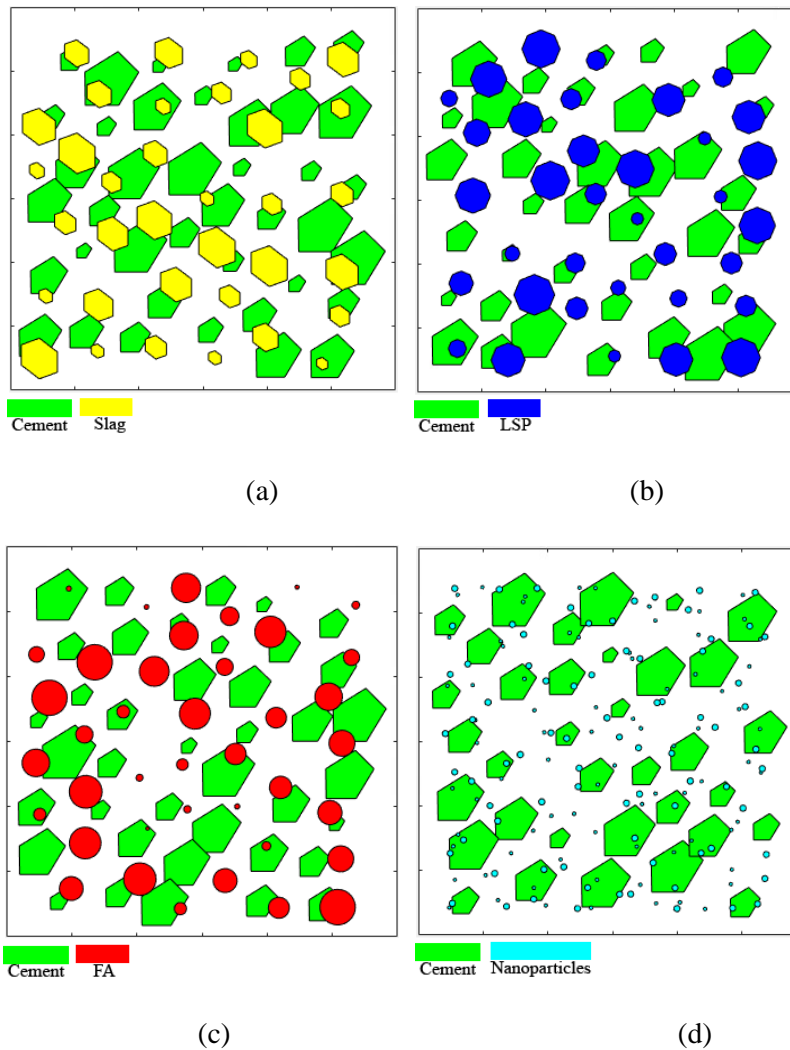 Cement Slag
Cement LSP
(a) (b)
Cement FA
Cement Nanoparticles
(c) (d)